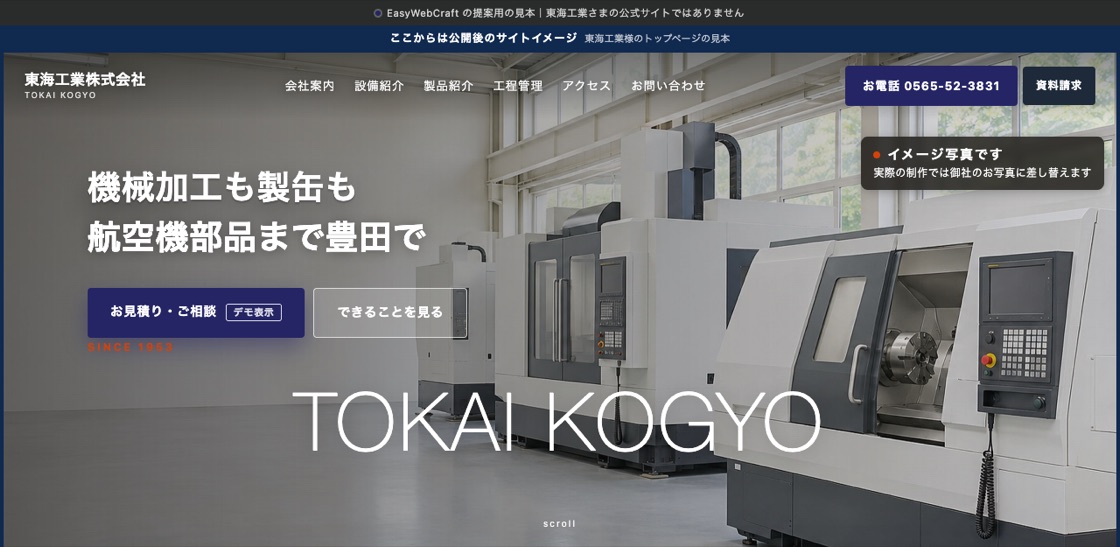 EasyWebCraft の提案用の見本｜東海工業さまの公式サイトではありません
ここからは公開後のサイトイメージ 東海工業様のトップページの見本
東海工業株式会社
TOKAI KOGYO
会社案内 設備紹介 製品紹介 工程管理 アクセス お問い合わせ
お電話 0565-52-3831
資料請求
イメージ写真です
実際の制作では御社のお写真に差し替えます
機械加工も製缶も
航空機部品まで豊田で
お見積り・ご相談 デモ表示
できることを見る
SINCE 1953
TOKAI KOGYO
scroll